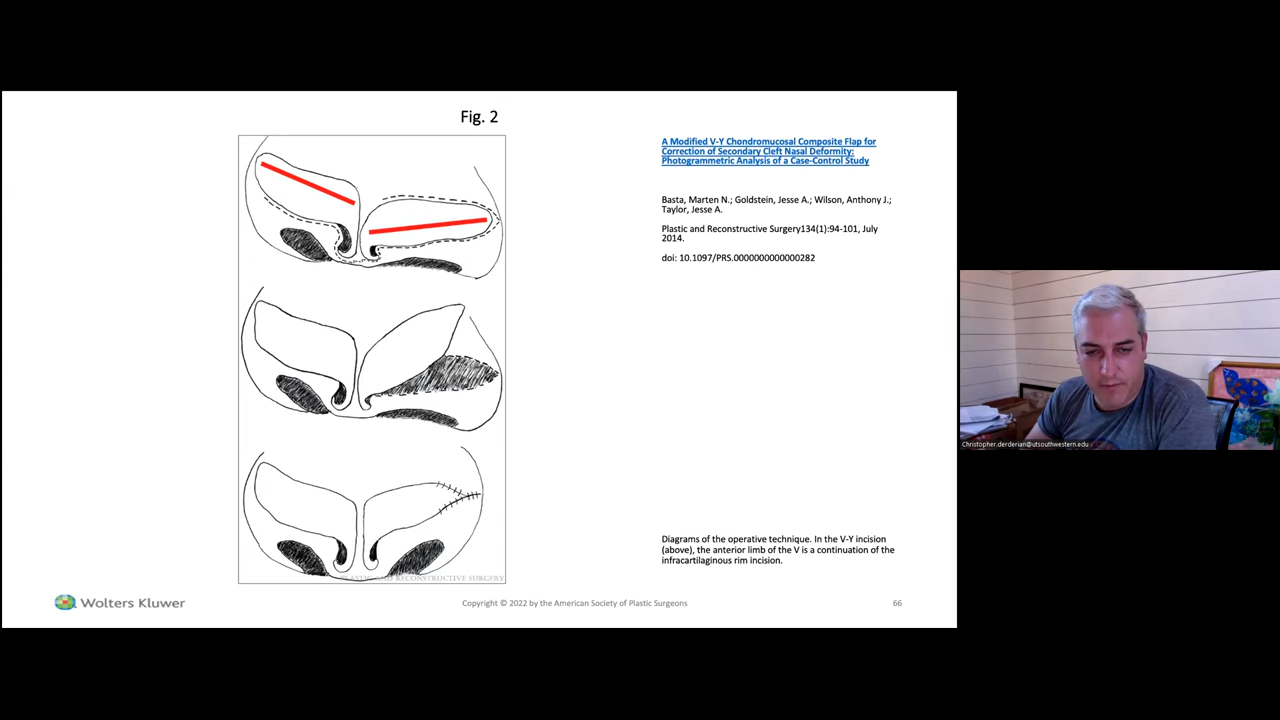 Fig. 2
A Modified V-Y Chondromucosal Composite Flap for
Correction of Secondary Cleft Nasal Deformity:
Photogrammetric Analysis of a Case-Control Study
Basta, Marten N.; Goldstein, Jesse A.; Wilson, Anthony J.;
Taylor, Jesse A.
Plastic and Reconstructive Surgery134(1):94-101, July
2014.
doi: 10.1097/PRS.0000000000000282
Christopher.derderian@utsouthwestern.edu
Diagrams of the operative technique. In the V-Y incision
(above), the anterior limb of the V is a continuation of the
infracartilaginous rim incision.
PLASTIC AND RECONSTRUCTIVE SURGERY
Wolters Kluwer
Copyright © 2022 by the American Society of Plastic Surgeons
66